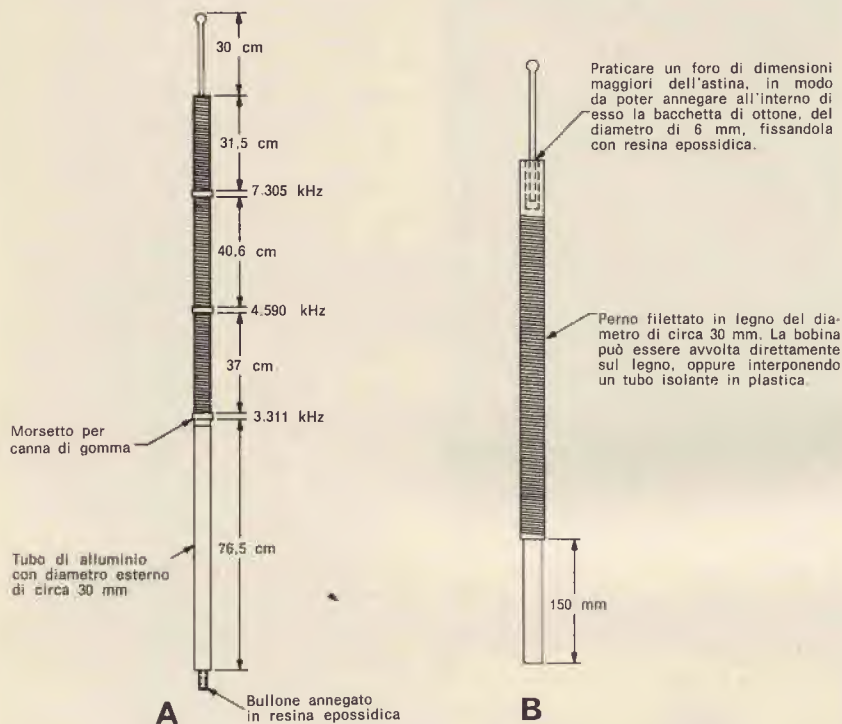 30 cm
31,5 cm
7.305 kHz
40,6 cm
4.590 kHz
37 cm
3.311 kHz
Morsetto per
canna di gomma
76,5 cm
Tubo di alluminio
con diametro esterno
di circa 30 mm
Bullone annegato
in resina epossidica
A
Praticare un foro di dimensioni
maggiori dell'astina, in modo
da poter annegare all'interno di
esso la bacchetta di ottone, del
diametro di 6 mm, fissandola
con resina epossidica.
Perno filettato in legno del dia-
metro di circa 30 mm. La bobina
può essere avvolta direttamente
sul legno, oppure interponendo
un tubo isolante in plastica.
150 mm
B